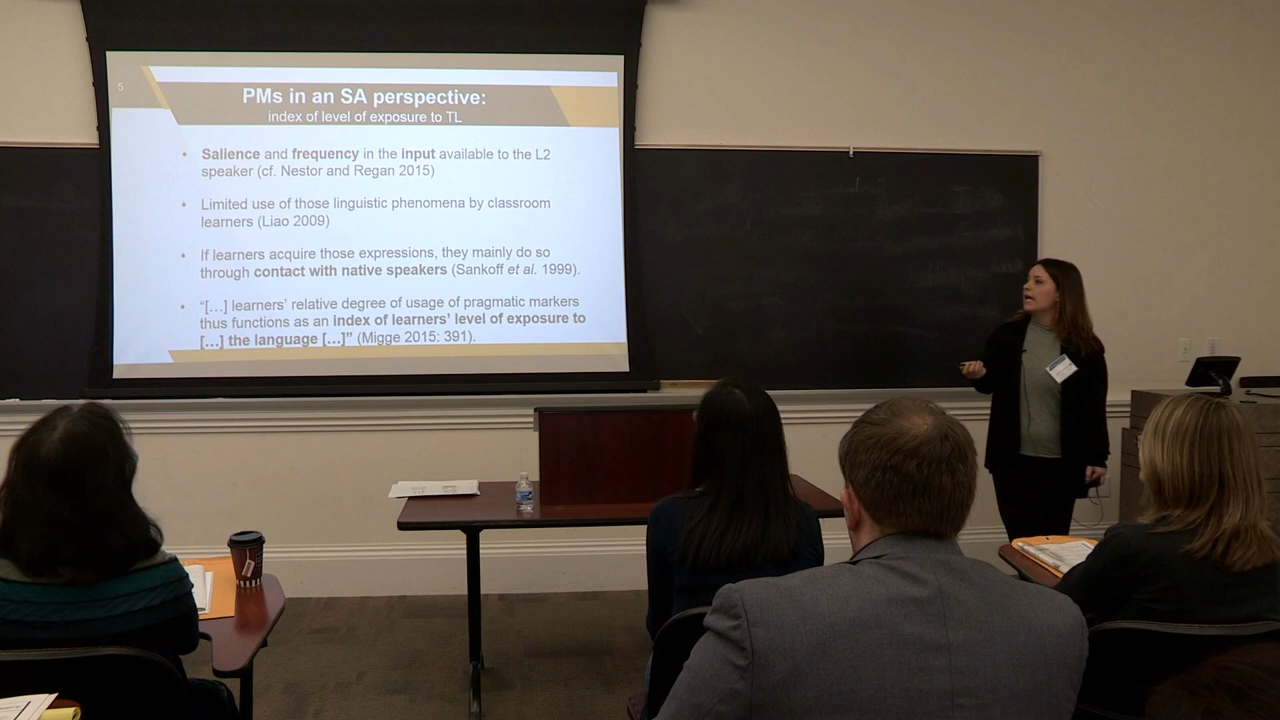 5
PMs in an SA perspective:
index of level of exposure to TL
• Salience and frequency in the input available to the L2
speaker (cf. Nestor and Regan 2015)
• Limited use of those linguistic phenomena by classroom
learners (Liao 2009)
• If learners acquire those expressions, they mainly do so
through contact with native speakers (Sankoff et al. 1999).
• “[…] learners’ relative degree of usage of pragmatic markers
thus functions as an index of learners’ level of exposure to
[…] the language […]” (Migge 2015: 391).